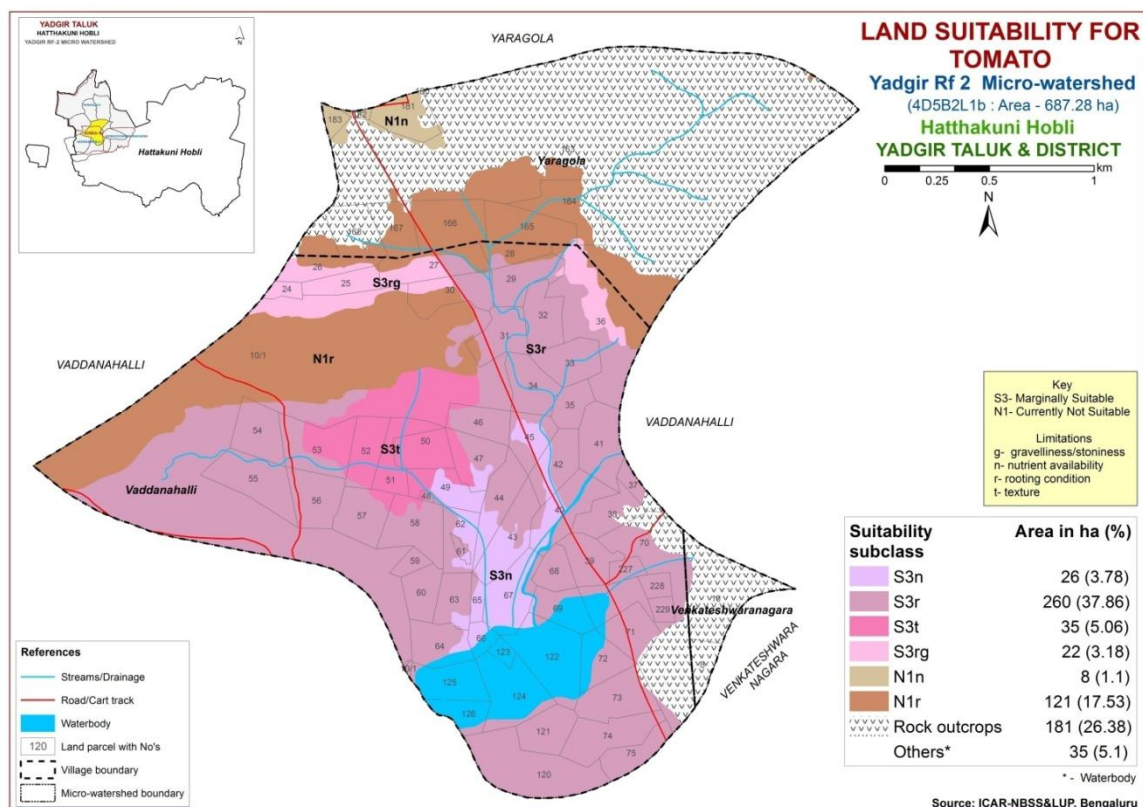 YADGIR TALUK
HATTHAKUNI HOBLI
YADGIR RF-2 MICRO WATERSHED
N
Hattakuni Hobli
LAND SUITABILITY FOR
TOMATO
Yadgir Rf 2 Micro-watershed
(4D5B2L1b : Area - 687.28 ha)
Hatthakuni Hobli
YADGIR TALUK & DISTRICT
km
0 0.25 0.5 1
N
YARAGOLA
181
183
N1n
Yaragola
164
166
165
167
28
26
27
29
24
25
S3rg
30
32
36
31
S3r
10/1
N1r
33
VADDANAHALLI
34
35
VADDANAHALLI
46
54
45
50
53
52
S3t
41
47
42
55
51
37
Vaddanahalli
49
48
44
56
57
58
62
40
38
43
61
70
59
39
S3n
68
227
228
60
63
65
67
69
229
Venkateshwaranagara
66
71
64
123
72
122
10/1
125
124
73
126
121
74
75
120
VENKATESHWARA
NAGARA
Key
S3- Marginally Suitable
N1- Currently Not Suitable
Limitations
g- gravelliness/stoniness
n- nutrient availability
r- rooting condition
t- texture
Suitability subclass Area in ha (%)
S3n 26 (3.78)
S3r 260 (37.86)
S3t 35 (5.06)
S3rg 22 (3.18)
N1n 8 (1.1)
N1r 121 (17.53)
Rock outcrops 181 (26.38)
Others* 35 (5.1)
* - Waterbody
Source: ICAR-NBSS&LUP, Bengaluru
References
Streams/Drainage
Road/Cart track
Waterbody
120 Land parcel with No's
Village boundary
Micro-watershed boundary